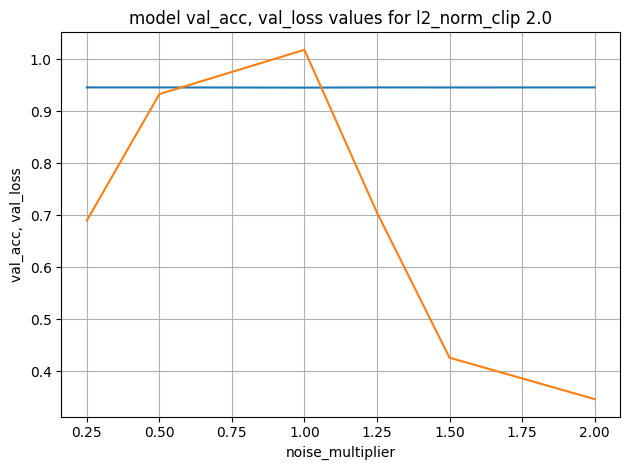 model val_acc, val_loss values for l2_norm_clip 2.0
val_acc, val_loss
1.0
0.9
0.8
0.7
0.6
0.5
0.4
0.25 0.50 0.75 1.00 1.25 1.50 1.75 2.00
noise_multiplier